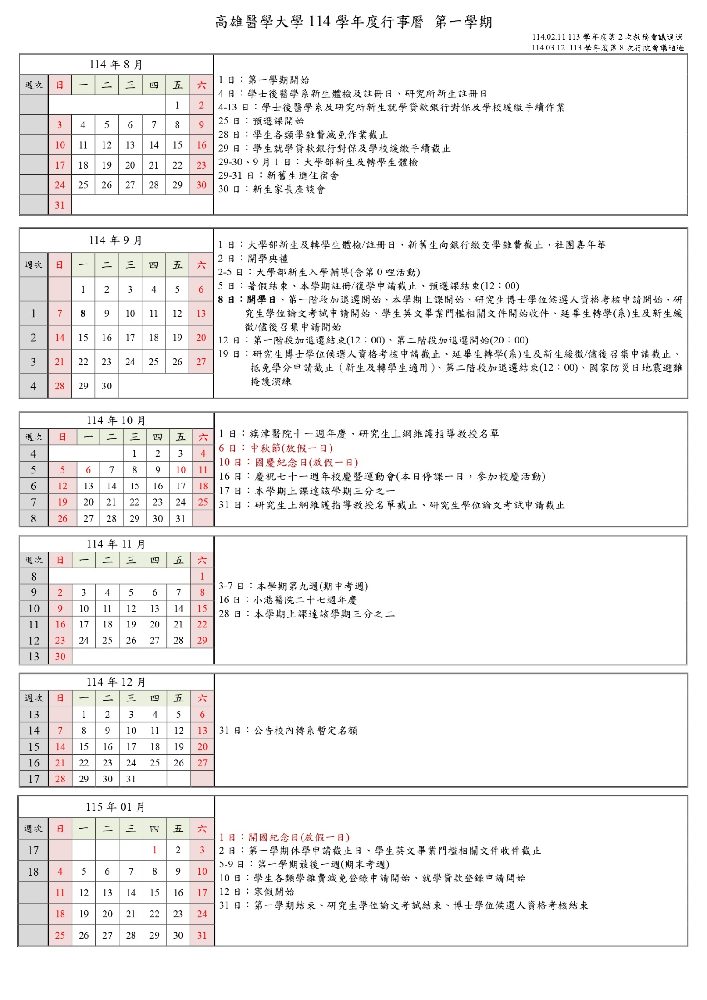 高雄醫學大學 114 學年度行事曆 第一學期
114.02.11 113 學年度第 2 次教務會議通過
114.03.12 113 學年度第 8 次行政會議通過
114 年 8 月
週次 日 一 二 三 四 五 六
1 2
3 4 5 6 7 8 9
10 11 12 13 14 15 16
17 18 19 20 21 22 23
24 25 26 27 28 29 30
31
1 日：第一學期開始
4 日：學士後醫學系新生體檢及註冊日、研究所新生註冊日
4-13 日：學士後醫學系及研究所新生就學貸款銀行對保及學校緩繳手續作業
25 日：預選課開始
28 日：學生各類學雜費減免作業截止
29 日：學生就學貸款銀行對保及學校緩繳手續截止
29-30、9 月 1 日：大學部新生及轉學生體檢
29-31 日：新舊生進住宿舍
30 日：新生家長座談會
114 年 9 月
週次 日 一 二 三 四 五 六
1 2 3 4 5 6
1 7 8 9 10 11 12 13
2 14 15 16 17 18 19 20
3 21 22 23 24 25 26 27
4 28 29 30
1 日：大學部新生及轉學生體檢/註冊日、新舊生向銀行繳交學雜費截止、社團嘉年華
2 日：開學典禮
2-5 日：大學部新生入學輔導(含第 0 哩活動)
5 日：暑假結束、本學期註冊/復學申請截止、預選課結束(12：00)
8 日：開學日、第一階段加退選開始、本學期上課開始、研究生博士學位候選人資格考核申請開始、研
究生學位論文考試申請開始、學生英文畢業門檻相關文件開始收件、延畢生轉學(系)生及新生緩
徵/儘後召集申請開始
12 日：第一階段加退選結束(12：00)、第二階段加退選開始(20：00)
19 日：研究生博士學位候選人資格考核申請截止、延畢生轉學(系)生及新生緩徵/儘後召集申請截止、
抵免學分申請截止（新生及轉學生適用）、第二階段加退選結束(12：00)、國家防災日地震避難
掩護演練
114 年 10 月
週次 日 一 二 三 四 五 六
4 1 2 3 4
5 5 6 7 8 9 10 11
6 12 13 14 15 16 17 18
7 19 20 21 22 23 24 25
8 26 27 28 29 30 31
1 日：旗津醫院十一週年慶、研究生上網維護指導教授名單
6 日：中秋節(放假一日)
10 日：國慶紀念日(放假一日)
16 日：慶祝七十一週年校慶暨運動會(本日停課一日，參加校慶活動)
17 日：本學期上課達該學期三分之一
31 日：研究生上網維護指導教授名單截止、研究生學位論文考試申請截止
114 年 11 月
週次 日 一 二 三 四 五 六
8 1
9 2 3 4 5 6 7 8
10 9 10 11 12 13 14 15
11 16 17 18 19 20 21 22
12 23 24 25 26 27 28 29
13 30
3-7 日：本學期第九週(期中考週)
16 日：小港醫院二十七週年慶
28 日：本學期上課達該學期三分之二
114 年 12 月
週次 日 一 二 三 四 五 六
13 1 2 3 4 5 6
14 7 8 9 10 11 12 13
15 14 15 16 17 18 19 20
16 21 22 23 24 25 26 27
17 28 29 30 31
31 日：公告校內轉系暫定名額
115 年 01 月
週次 日 一 二 三 四 五 六
17 1 2 3
18 4 5 6 7 8 9 10
11 12 13 14 15 16 17
18 19 20 21 22 23 24
25 26 27 28 29 30 31
1 日：開國紀念日(放假一日)
2 日：第一學期休學申請截止日、學生英文畢業門檻相關文件收件截止
5-9 日：第一學期最後一週(期末考週)
10 日：學生各類學雜費減免登錄申請開始、就學貸款登錄申請開始
12 日：寒假開始
31 日：第一學期結束、研究生學位論文考試結束、博士學位候選人資格考核結束